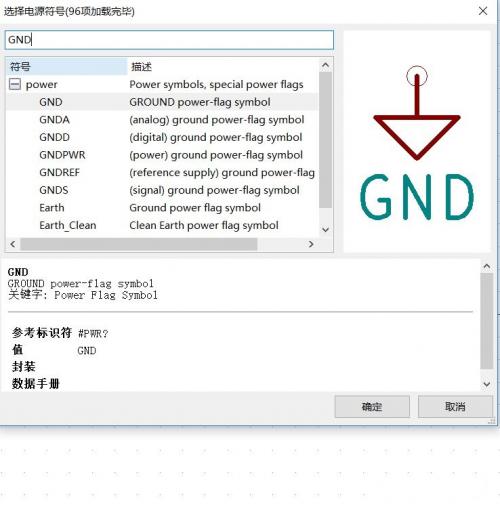 选择电源符号(96项加载完毕)
GND
符号 描述
power Power symbols, special power flags
GND GROUND power-flag symbol
GNDA (analog) ground power-flag symbol
GNDD (digital) ground power-flag symbol
GNDPWR (power) ground power-flag symbol
GNDREF (reference supply) ground power-flag
GNDS (signal) ground power-flag symbol
Earth Ground power flag symbol
Earth_Clean Clean Earth power flag symbol
GND
GND
GROUND power-flag symbol
关键字: Power Flag Symbol
参考标识符 #PWR?
值 GND
封装
数据手册
确定 取消